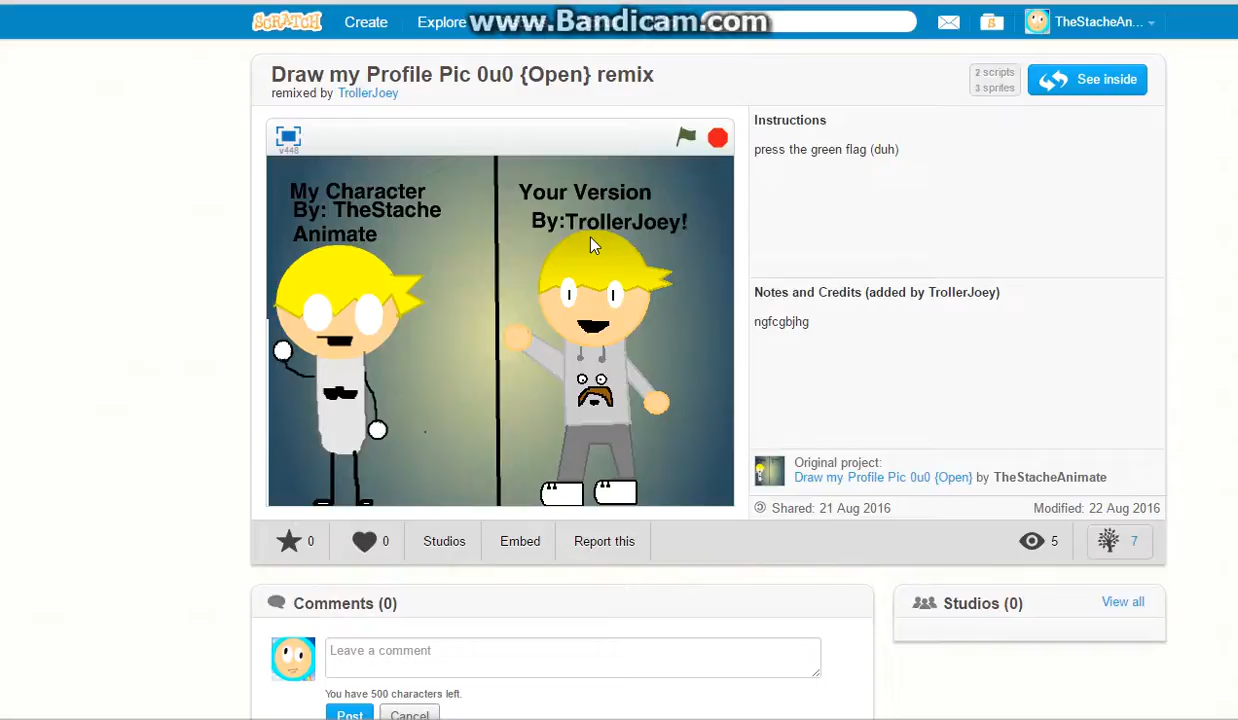 SCRATCH Create Explore www.Bandicam.com TheStacheAn...
Draw my Profile Pic 0u0 {Open} remix
remixed by TrollerJoey
2 scripts
3 sprites
See inside
v448
My Character
By: TheStache
Animate
Your Version
By:TrollerJoey!
Instructions
press the green flag (duh)
Notes and Credits (added by TrollerJoey)
ngfcgbjhg
Original project:
Draw my Profile Pic 0u0 {Open} by TheStacheAnimate
Shared: 21 Aug 2016 Modified: 22 Aug 2016
0 0 Studios Embed Report this 5 7
Comments (0)
Leave a comment
You have 500 characters left.
Post Cancel
Studios (0) View all